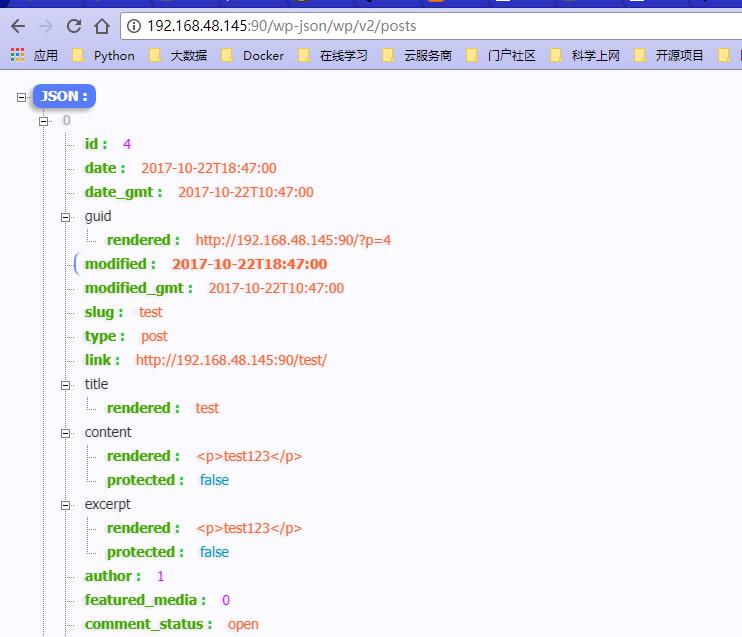 192.168.48.145:90/wp-json/wp/v2/posts
应用 Python 大数据 Docker 在线学习 云服务商 门户社区 科学上网 开源项目
JSON :
0
id : 4
date : 2017-10-22T18:47:00
date_gmt : 2017-10-22T10:47:00
guid
rendered : http://192.168.48.145:90/?p=4
modified : 2017-10-22T18:47:00
modified_gmt : 2017-10-22T10:47:00
slug : test
type : post
link : http://192.168.48.145:90/test/
title
rendered : test
content
rendered : <p>test123</p>
protected : false
excerpt
rendered : <p>test123</p>
protected : false
author : 1
featured_media : 0
comment_status : open